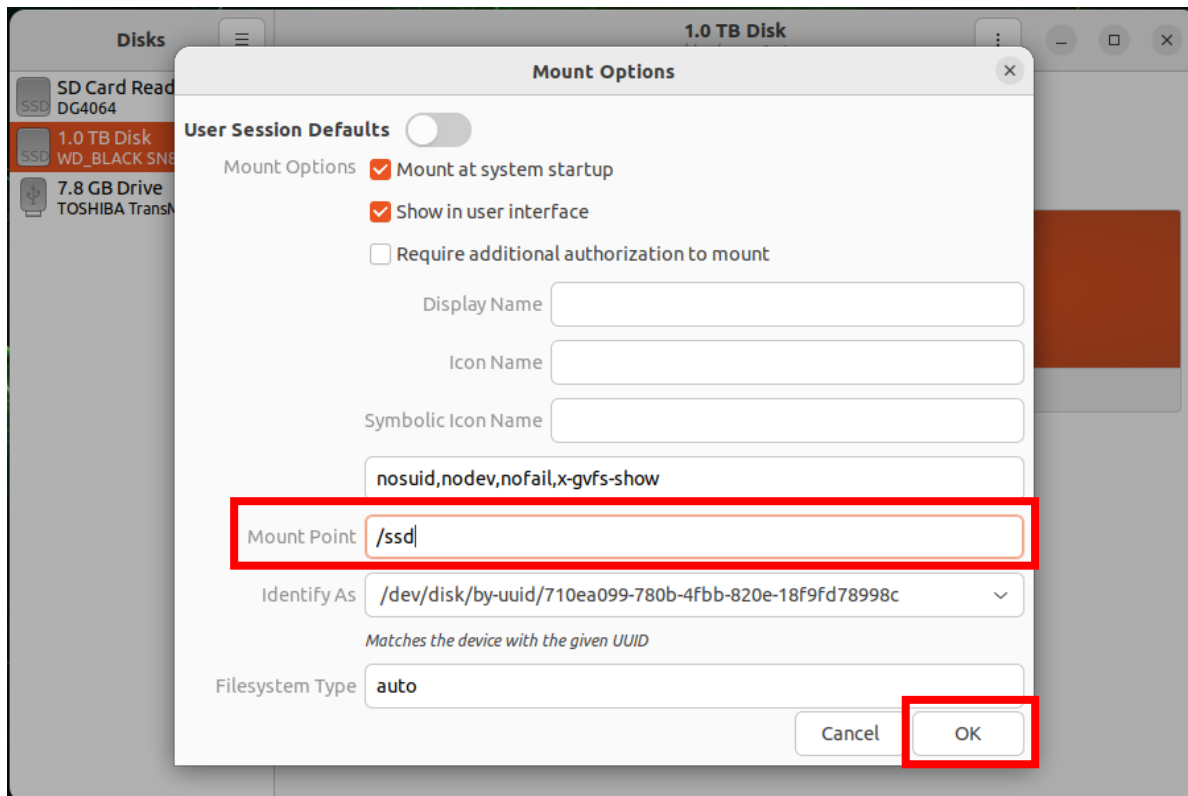 Disks
1.0 TB Disk
SD Card Read
DG4064
SSD
1.0 TB Disk
WD_BLACK SN8
SSD
7.8 GB Drive
TOSHIBA TransM
Mount Options
User Session Defaults
Mount Options Mount at system startup
Show in user interface
Require additional authorization to mount
Display Name
Icon Name
Symbolic Icon Name
nosuid,nodev,nofail,x-gvfs-show
Mount Point /ssd
Identify As /dev/disk/by-uuid/710ea099-780b-4fbb-820e-18f9fd78998c
Matches the device with the given UUID
Filesystem Type auto
Cancel OK